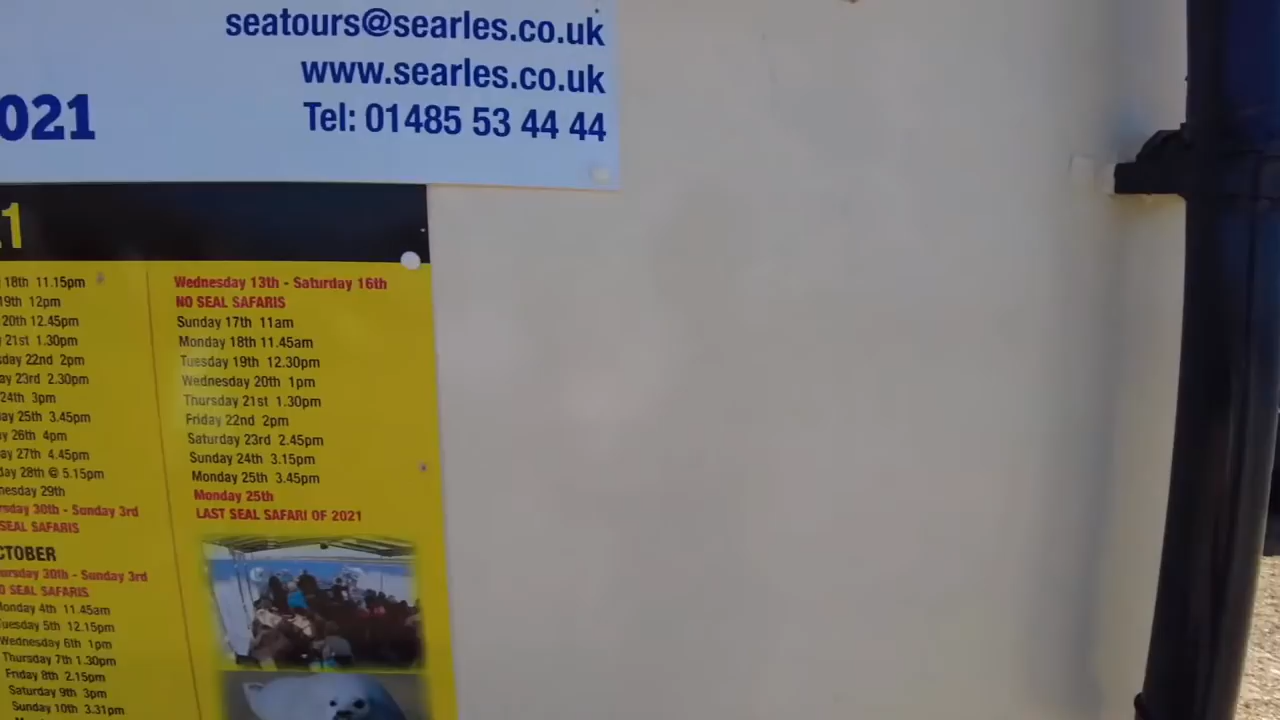 seatours@searles.co.uk
www.searles.co.uk
Tel: 01485 53 44 44
021
1
18th 11.15pm
19th 12pm
20th 12.45pm
21st 1.30pm
22nd 2pm
23rd 2.30pm
24th 3pm
25th 3.45pm
26th 4pm
27th 4.45pm
28th @ 5.15pm
29th
30th - Sunday 3rd
SEAL SAFARIS
CTOBER
30th - Sunday 3rd
SEAL SAFARIS
Monday 4th 11.45am
Tuesday 5th 12.15pm
Wednesday 6th 1pm
Thursday 7th 1.30pm
Friday 8th 2.15pm
Saturday 9th 3pm
Sunday 10th 3.31pm
Wednesday 13th - Saturday 16th
NO SEAL SAFARIS
Sunday 17th 11am
Monday 18th 11.45am
Tuesday 19th 12.30pm
Wednesday 20th 1pm
Thursday 21st 1.30pm
Friday 22nd 2pm
Saturday 23rd 2.45pm
Sunday 24th 3.15pm
Monday 25th 3.45pm
Monday 25th
LAST SEAL SAFARI OF 2021